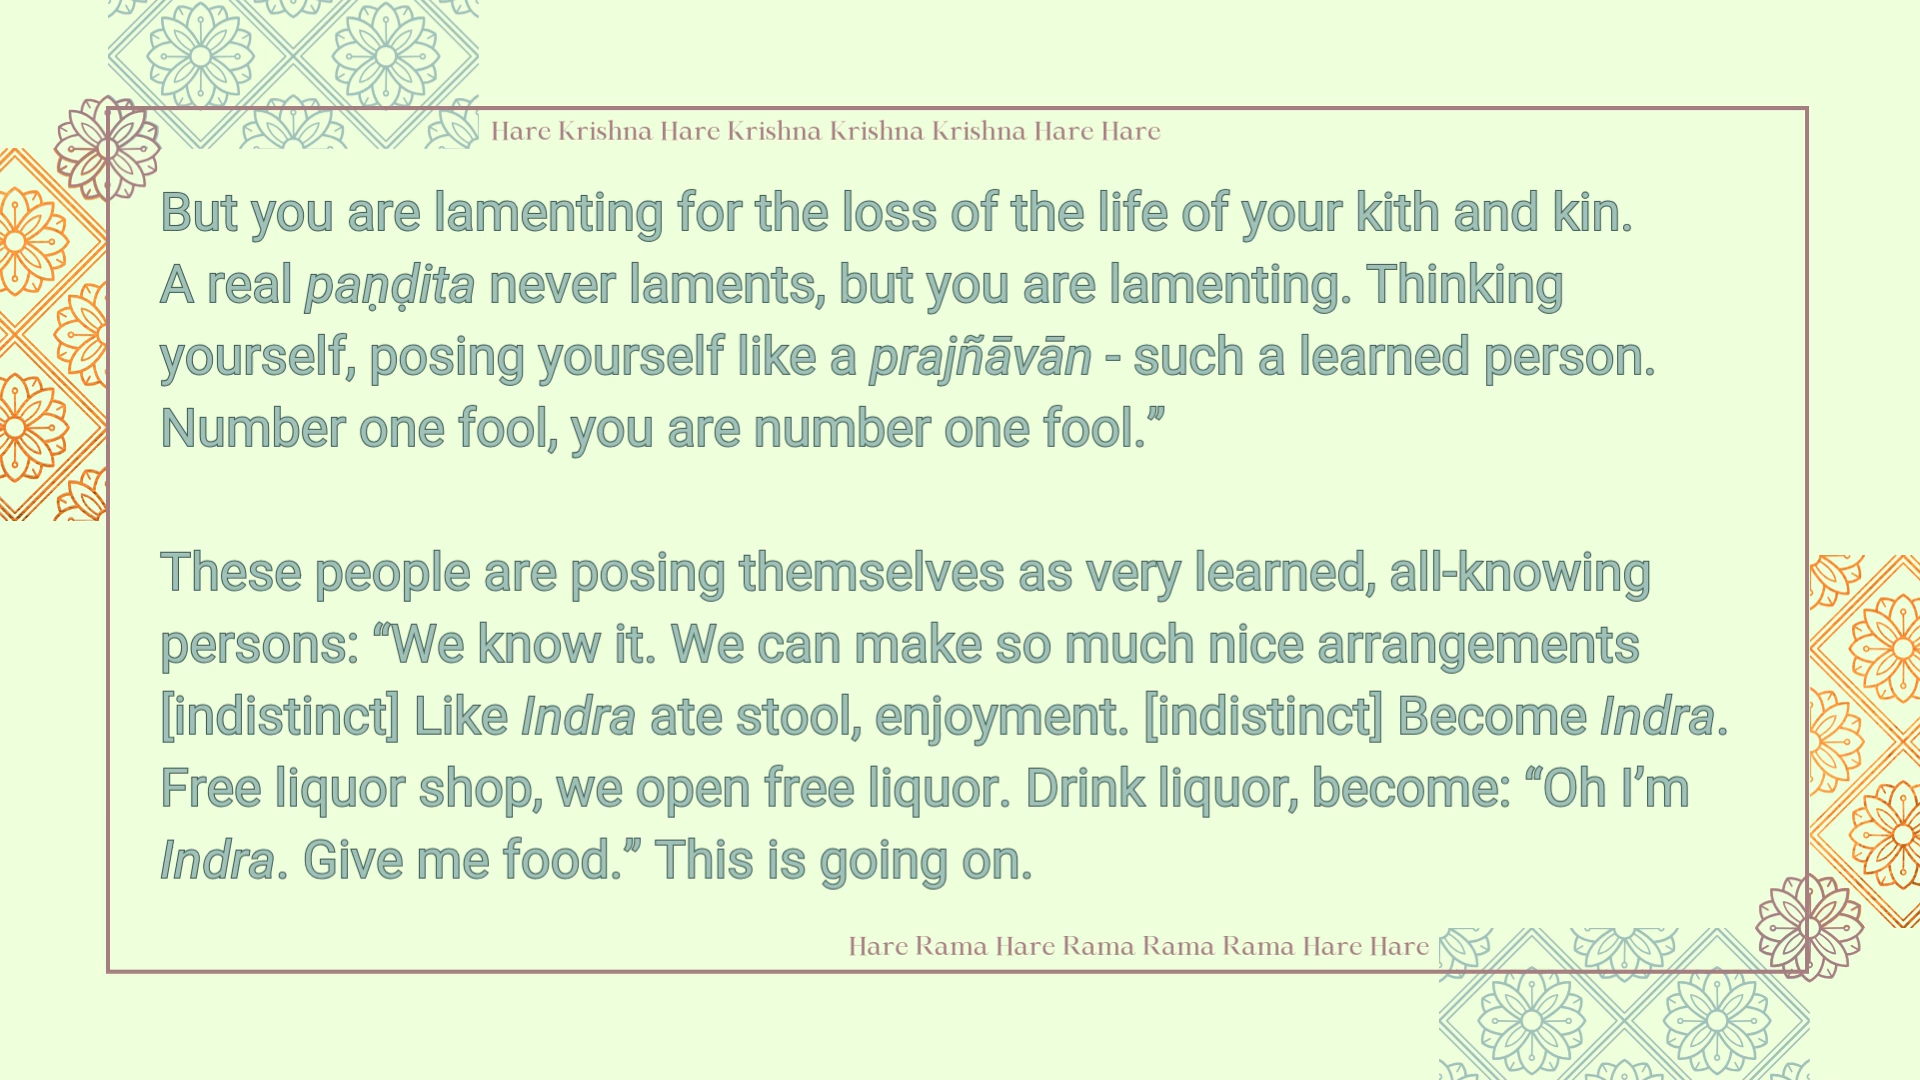 Hare Krishna Hare Krishna Krishna Krishna Hare Hare
But you are lamenting for the loss of the life of your kith and kin.
A real paṇḍita never laments, but you are lamenting. Thinking
yourself, posing yourself like a prajñāvān - such a learned person.
Number one fool, you are number one fool.”
These people are posing themselves as very learned, all-knowing
persons: “We know it. We can make so much nice arrangements
[indistinct] Like Indra ate stool, enjoyment. [indistinct] Become Indra.
Free liquor shop, we open free liquor. Drink liquor, become: “Oh I’m
Indra. Give me food.” This is going on.
Hare Rama Hare Rama Rama Rama Hare Hare